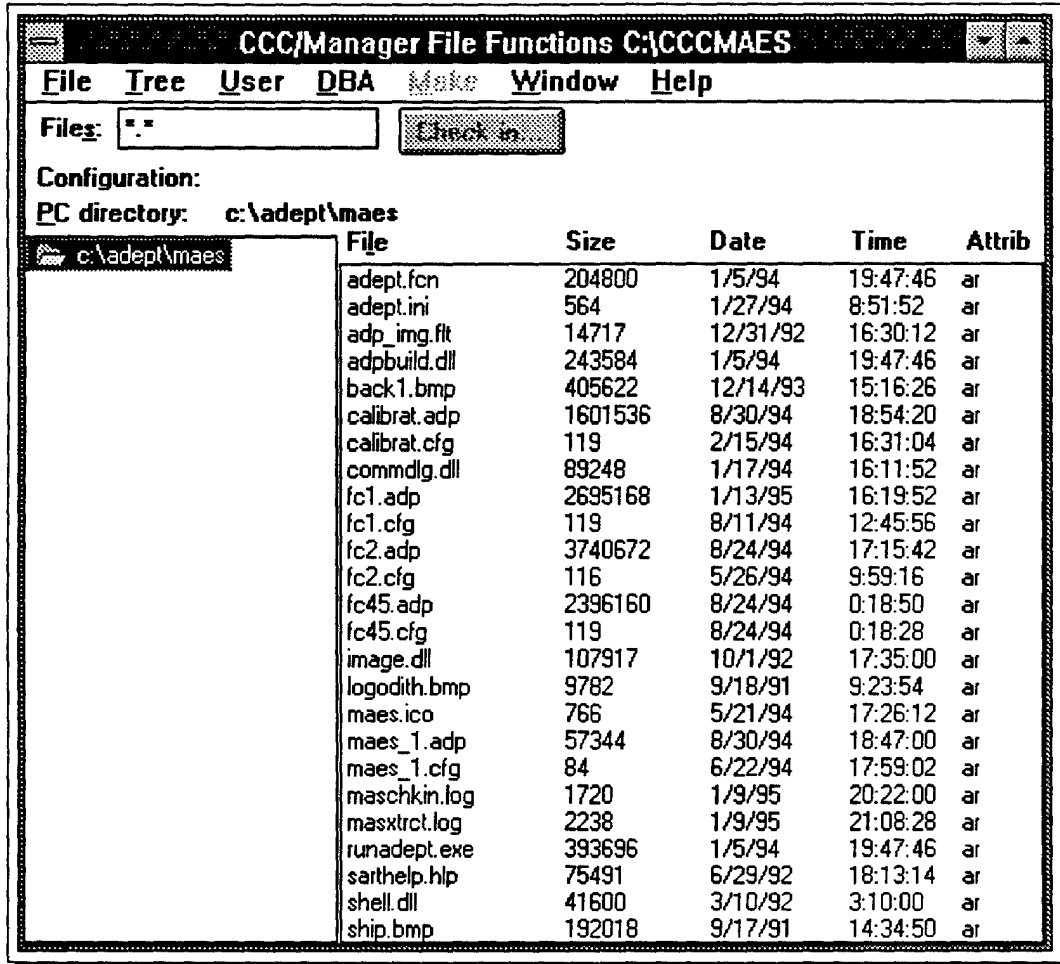 CCC/Manager File Functions C:\CCCMAES
File Tree User DBA Make Window Help
Files: *.* Check in...
Configuration:
PC directory: c:\adept\maes
c:\adept\maes
File Size Date Time Attrib
adept.fcn 204800 1/5/94 19:47:46 ar
adept.ini 564 1/27/94 8:51:52 ar
adp_img.flt 14717 12/31/92 16:30:12 ar
adpbuild.dll 243584 1/5/94 19:47:46 ar
back1.bmp 405622 12/14/93 15:16:26 ar
calibrat.adp 1601536 8/30/94 18:54:20 ar
calibrat.cfg 119 2/15/94 16:31:04 ar
commdlg.dll 89248 1/17/94 16:11:52 ar
fc1.adp 2695168 1/13/95 16:19:52 ar
fc1.cfg 119 8/11/94 12:45:56 ar
fc2.adp 3740672 8/24/94 17:15:42 ar
fc2.cfg 116 5/26/94 9:59:16 ar
fc45.adp 2396160 8/24/94 0:18:50 ar
fc45.cfg 119 8/24/94 0:18:28 ar
image.dll 107917 10/1/92 17:35:00 ar
logodith.bmp 9782 9/18/91 9:23:54 ar
maes.ico 766 5/21/94 17:26:12 ar
maes_1.adp 57344 8/30/94 18:47:00 ar
maes_1.cfg 84 6/22/94 17:59:02 ar
maschkin.log 1720 1/9/95 20:22:00 ar
masxtrct.log 2238 1/9/95 21:08:28 ar
runadept.exe 393696 1/5/94 19:47:46 ar
sarthelp.hlp 75491 6/29/92 18:13:14 ar
shell.dll 41600 3/10/92 3:10:00 ar
ship.bmp 192018 9/17/91 14:34:50 ar